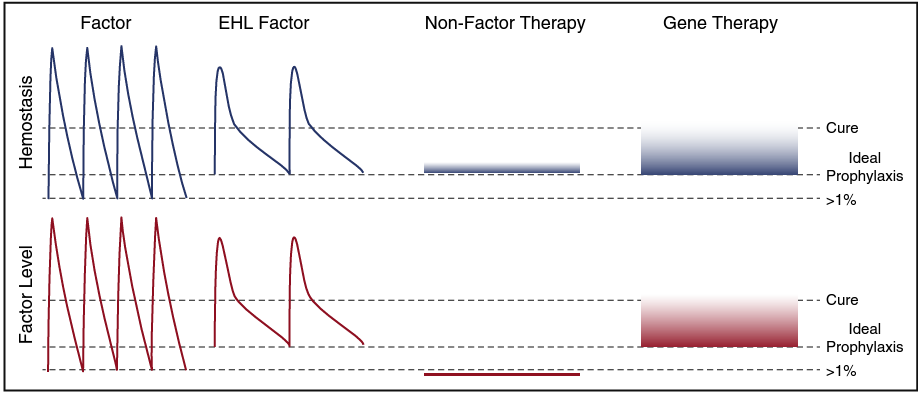 Factor EHL Factor Non-Factor Therapy Gene Therapy
Hemostasis
Cure
Ideal
Prophylaxis
>1%
Factor Level
Cure
Ideal
Prophylaxis
>1%